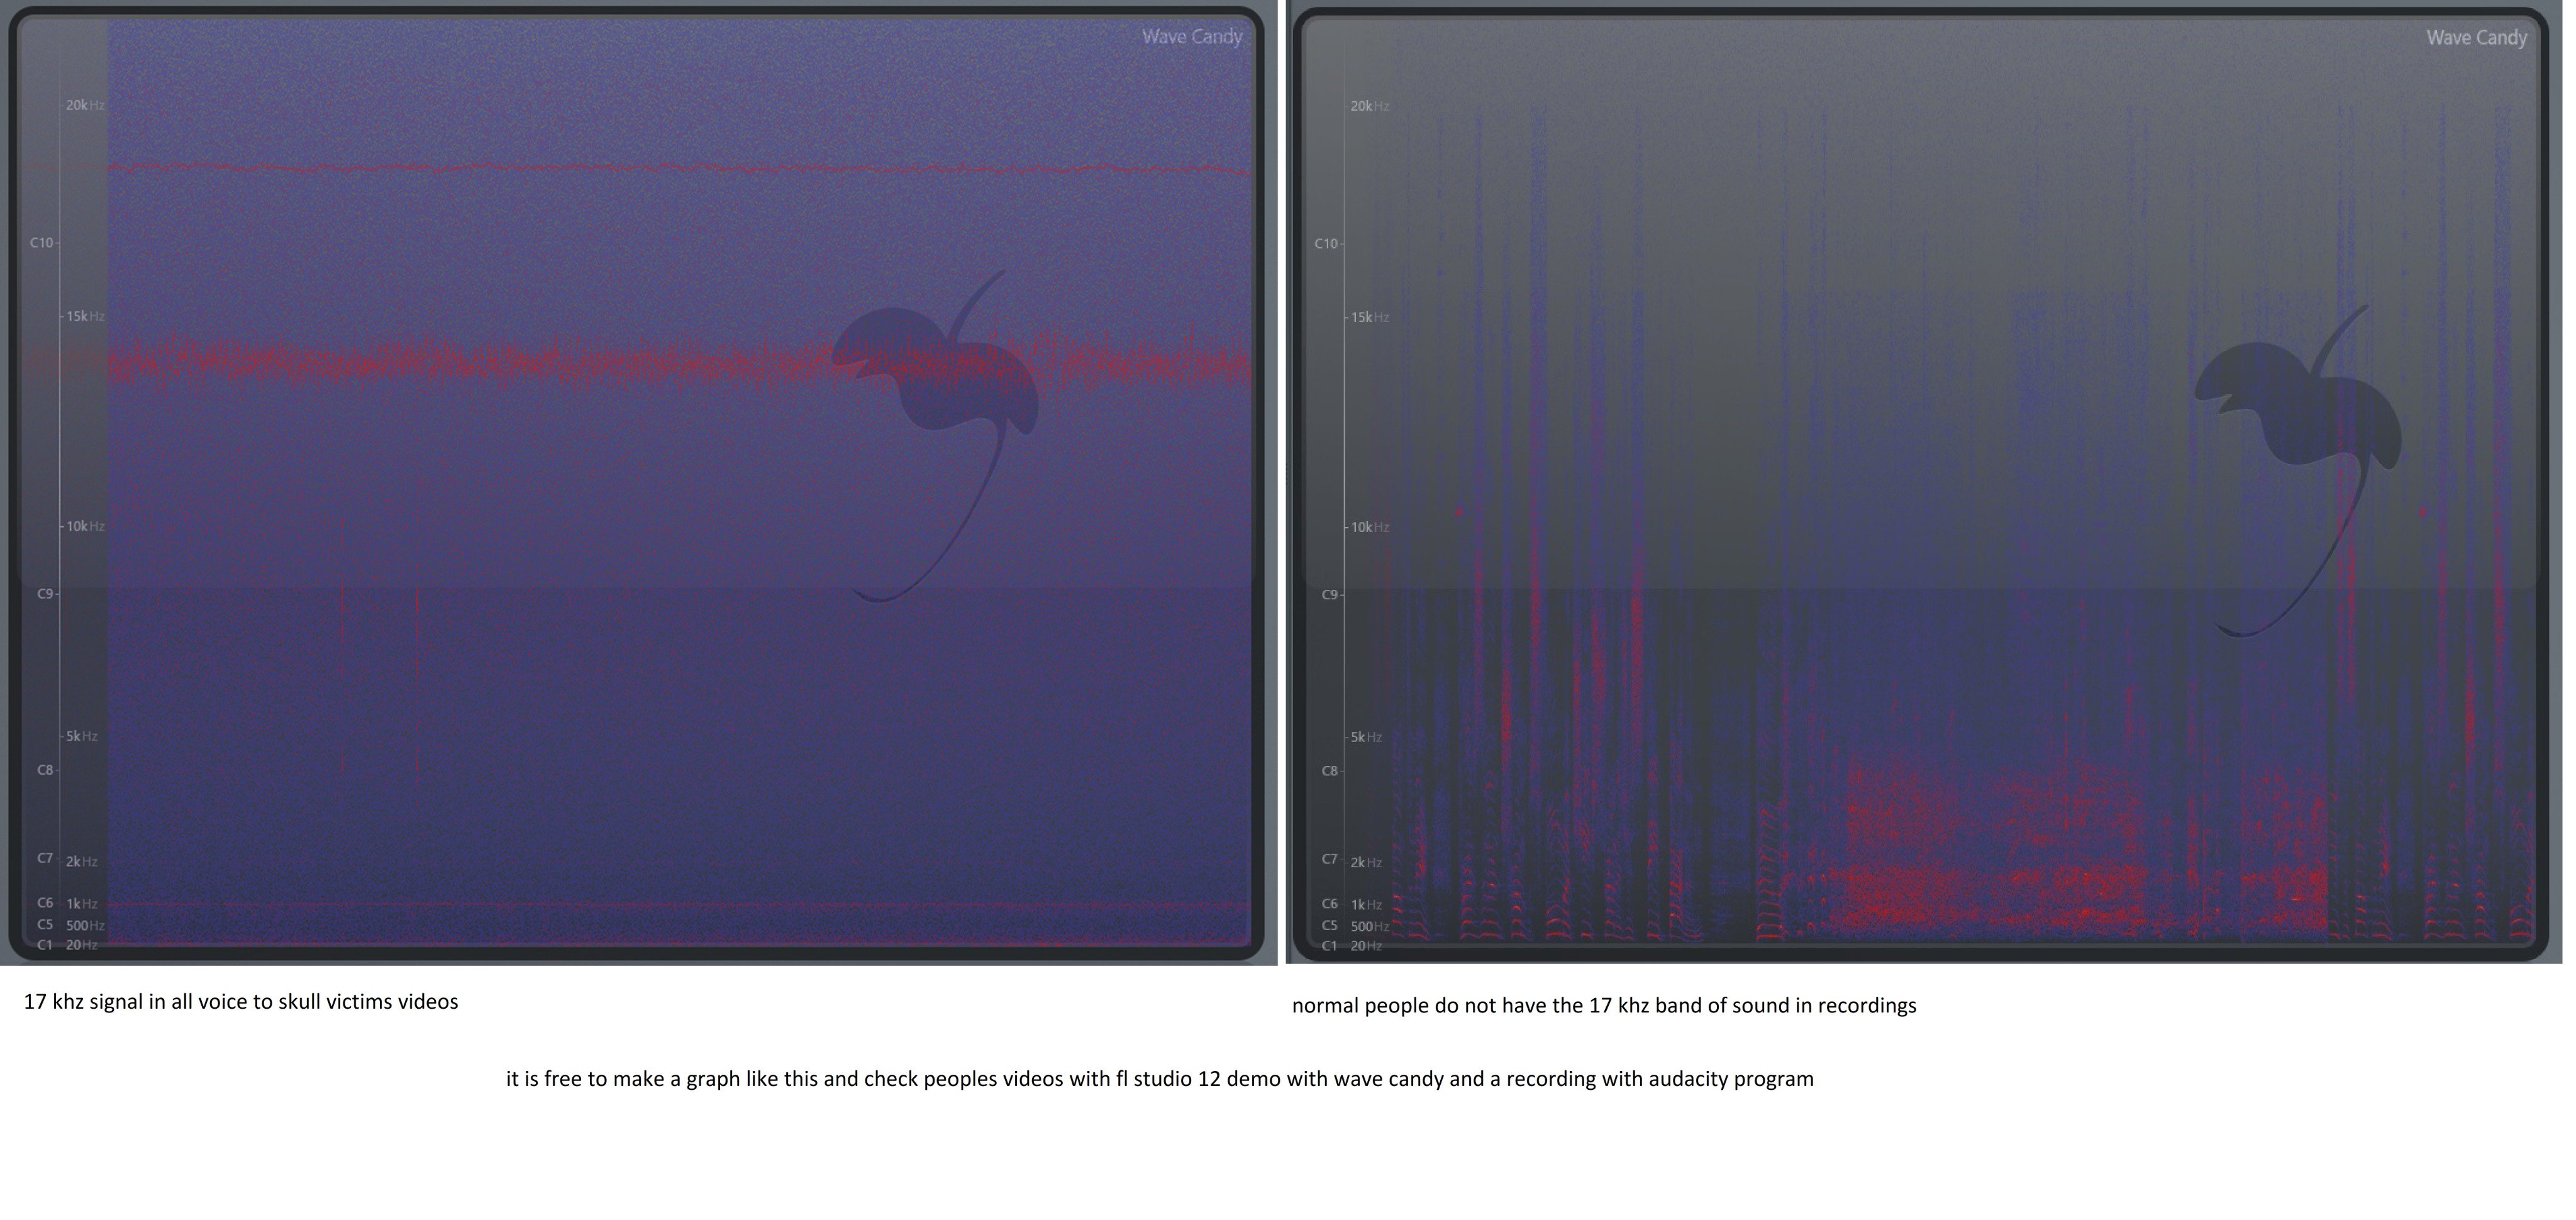 Wave Candy
20kHz
C10
15kHz
10kHz
C9
5kHz
C8
C7 2kHz
C6 1kHz
C5 500Hz
C1 20Hz
Wave Candy
20kHz
C10
15kHz
10kHz
C9
5kHz
C8
C7 2kHz
C6 1kHz
C5 500Hz
C1 20Hz
17 khz signal in all voice to skull victims videos
normal people do not have the 17 khz band of sound in recordings
it is free to make a graph like this and check peoples videos with fl studio 12 demo with wave candy and a recording with audacity program